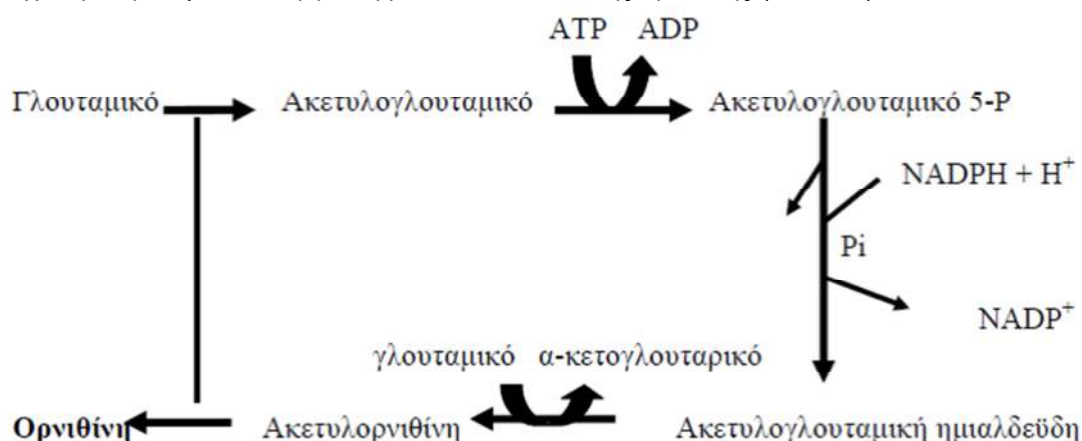 ATP ADP
Γλουταμικό Ακετυλογλουταμικό Ακετυλογλουταμικό 5-P
NADPH + H⁺
Pi
NADP⁺
γλουταμικό α-κετογλουταρικό
Ορνιθίνη Ακετυλορνιθίνη Ακετυλογλουταμική ημιαλδεϋδη